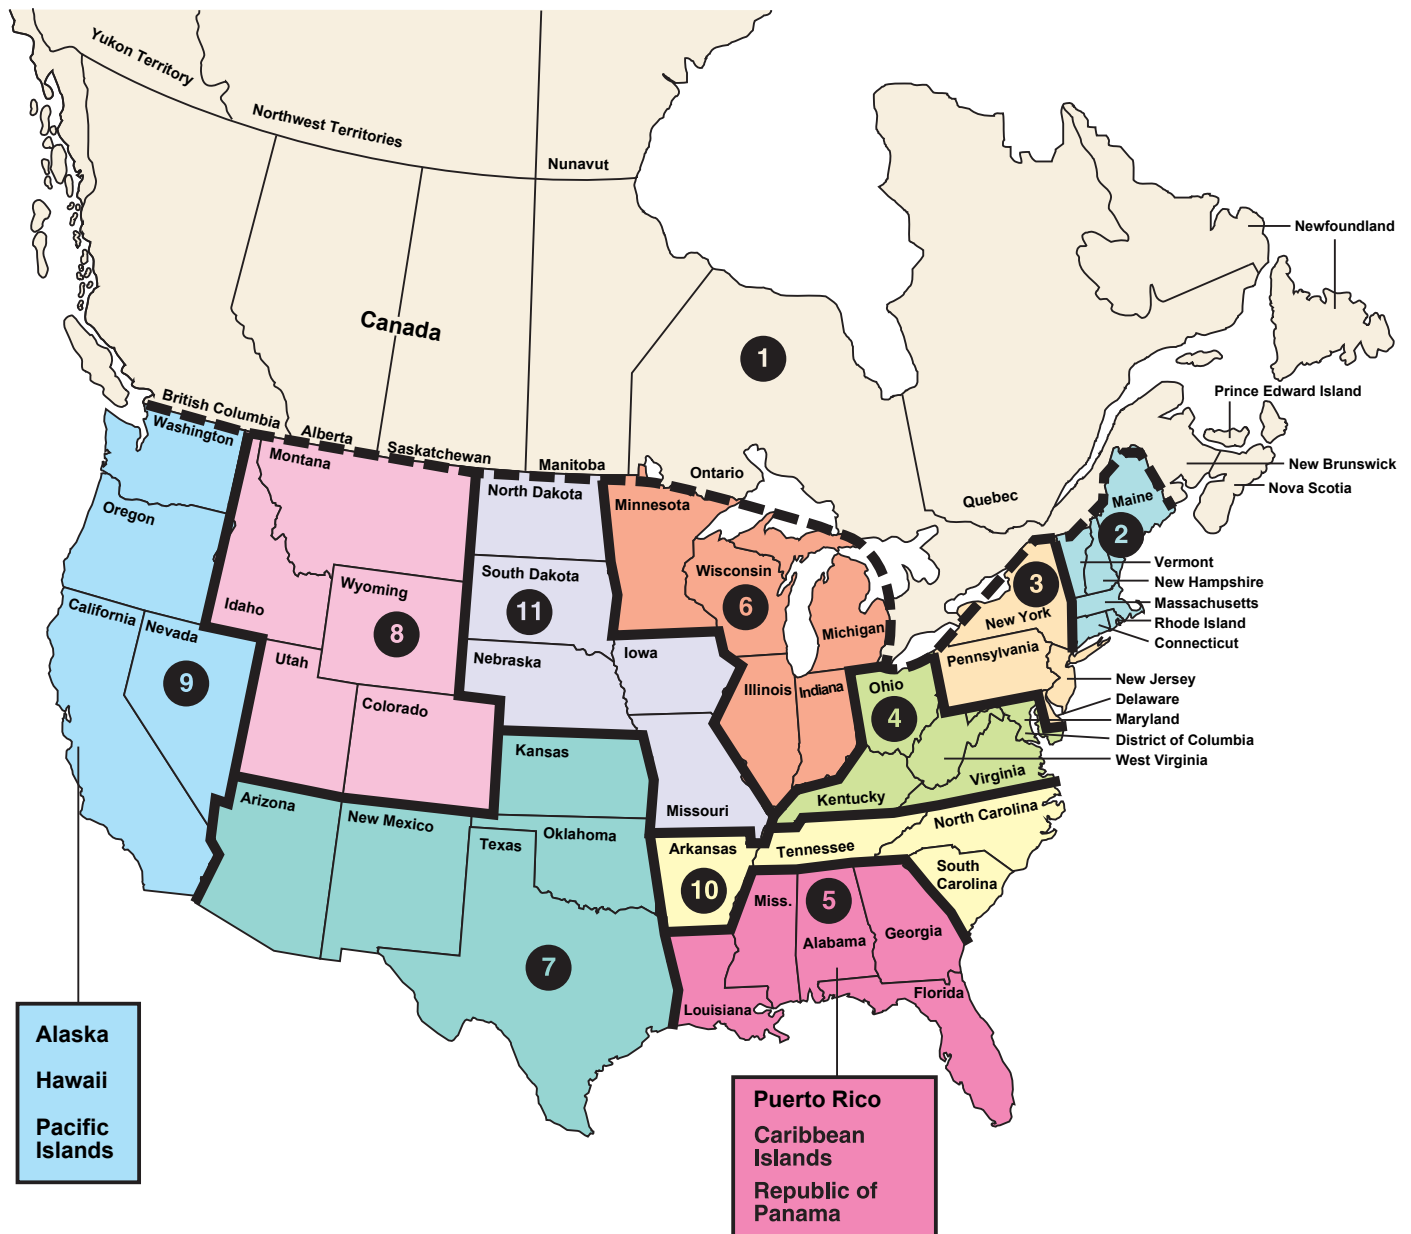 Yukon Territory
Northwest Territories
Nunavut
Newfoundland
Canada
1
Prince Edward Island
British Columbia
Washington
Alberta
Saskatchewan
Manitoba
Ontario
Quebec
New Brunswick
Nova Scotia
Montana
North Dakota
Minnesota
Maine
2
Oregon
Vermont
New Hampshire
Massachusetts
Rhode Island
Connecticut
Wyoming
South Dakota
Wisconsin
3
New York
Idaho
8
11
6
Michigan
California
Nevada
Utah
Nebraska
Iowa
Pennsylvania
9
Illinois
Indiana
Ohio
4
New Jersey
Delaware
Maryland
District of Columbia
West Virginia
Colorado
Kansas
Virginia
Kentucky
Missouri
Arizona
New Mexico
Texas
Oklahoma
Arkansas
10
Tennessee
North Carolina
South
Carolina
Miss.
5
Alabama
Georgia
7
Louisiana
Florida
Alaska
Hawaii
Pacific
Islands
Puerto Rico
Caribbean
Islands
Republic of
Panama